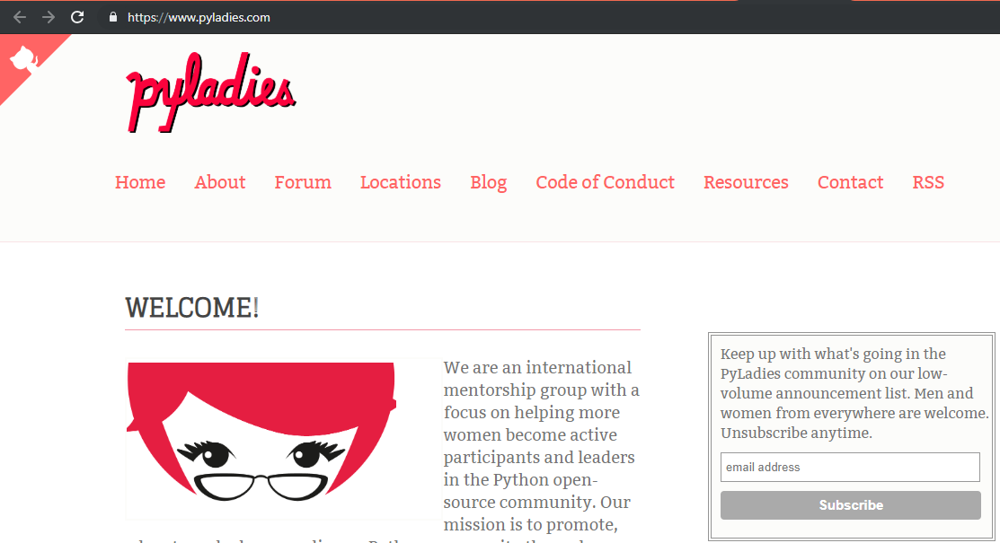 https://www.pyladies.com
pyladies
Home About Forum Locations Blog Code of Conduct Resources Contact RSS
WELCOME!
We are an international
mentorship group with a
focus on helping more
women become active
participants and leaders
in the Python open-
source community. Our
mission is to promote,
Keep up with what's going in the
PyLadies community on our low-
volume announcement list. Men and
women from everywhere are welcome.
Unsubscribe anytime.
email address
Subscribe